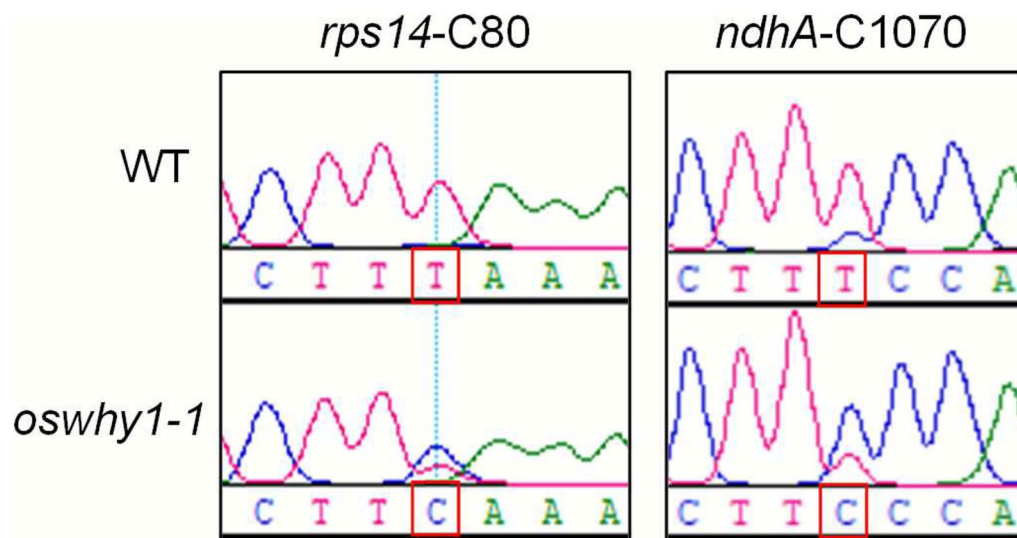 rps14-C80 ndhA-C1070
WT
C T T T A A A C T T T C C A
oswhy1-1
C T T C A A A C T T C C C A